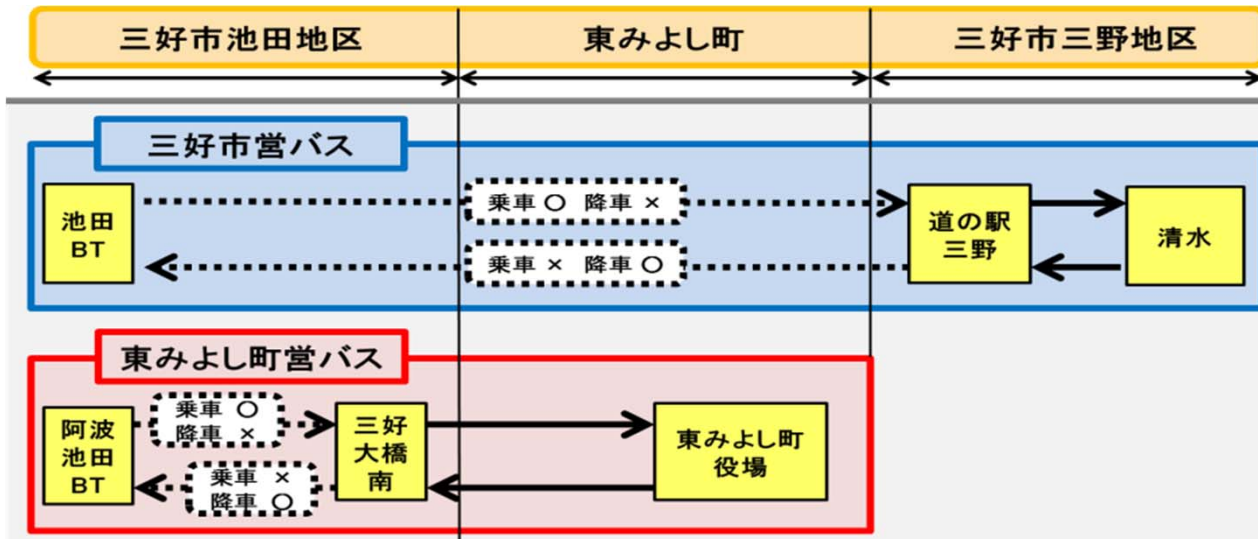 三好市池田地区
東みよし町
三好市三野地区
三好市営バス
池田
BT
乗車 ○ 降車 ×
乗車 × 降車 ○
道の駅
三野
清水
東みよし町営バス
阿波
池田
BT
乗車 ○
降車 ×
乗車 ×
降車 ○
三好
大橋
南
東みよし町
役場